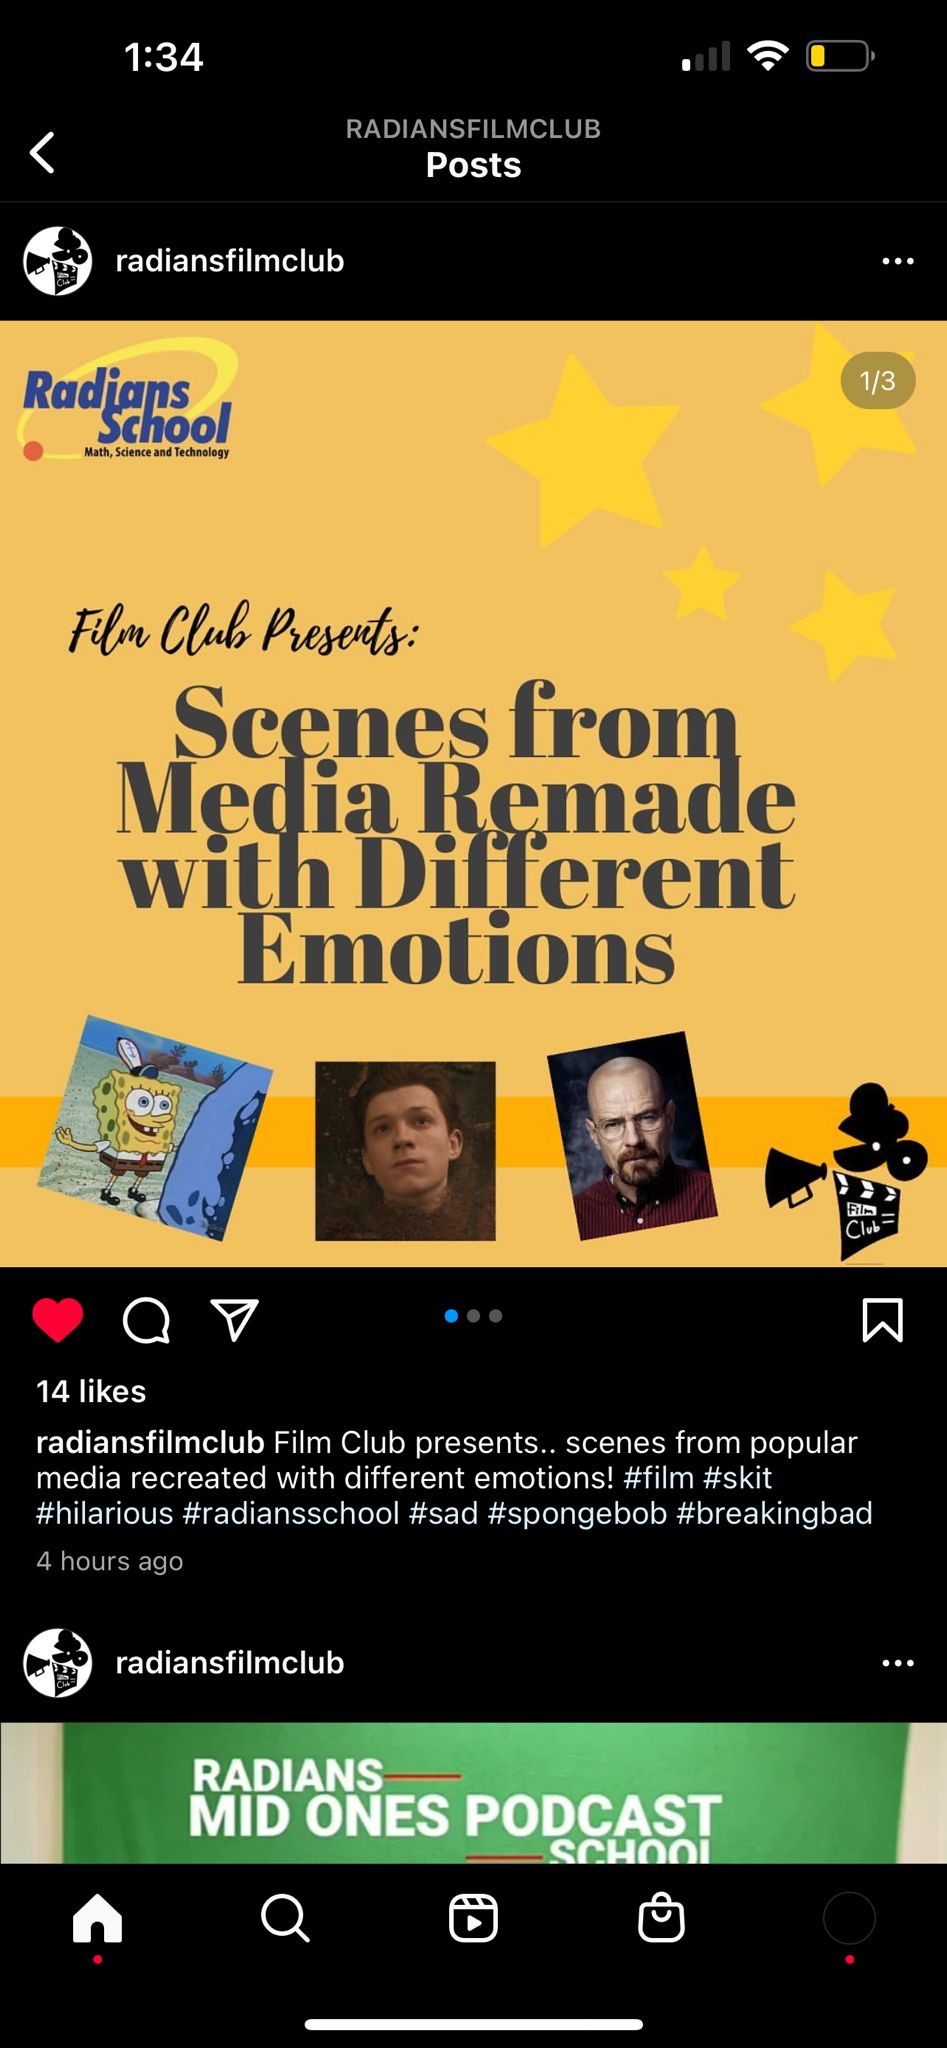 1:34
RADIANSFILMCLUB
Posts
radiansfilmclub
1/3
Radians
School
Math, Science and Technology
Film Club Presents:
Scenes from
Media Remade
with Different
Emotions
Film
Club
14 likes
radiansfilmclub Film Club presents.. scenes from popular
media recreated with different emotions! #film #skit
#hilarious #radiansschool #sad #spongebob #breakingbad
4 hours ago
radiansfilmclub
RADIANS
MID ONES PODCAST
SCHOOL